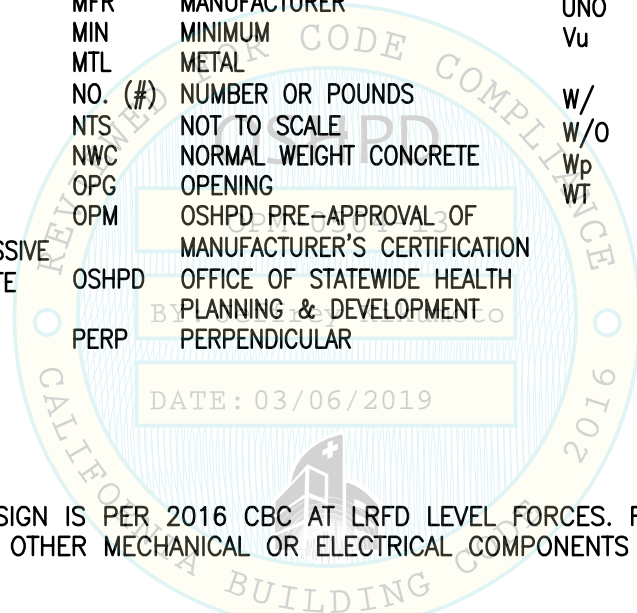 MFR MANUFACTURER UNO
MIN MINIMUM Vu
MTL METAL
NO. (#) NUMBER OR POUNDS W/
NTS NOT TO SCALE W/O
NWC NORMAL WEIGHT CONCRETE Wp
OPG OPENING WT
OPM OSHPD PRE-APPROVAL OF
SSIVE MANUFACTURER'S CERTIFICATION
TE OSHPD OFFICE OF STATEWIDE HEALTH
PLANNING & DEVELOPMENT
PERP PERPENDICULAR
SIGN IS PER 2016 CBC AT LRFD LEVEL FORCES. F
OTHER MECHANICAL OR ELECTRICAL COMPONENTS
REVIEWED FOR CODE COMPLIANCE
OSHPD
BY
DATE: 03/06/2019
CALIFORNIA BUILDING CODE 2016